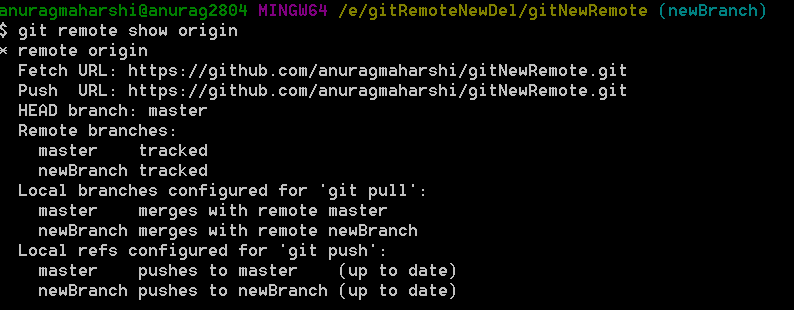 anuragmaharshi@anurag2804 MINGW64 /e/gitRemoteNewDel/gitNewRemote (newBranch)
$ git remote show origin
* remote origin
  Fetch URL: https://github.com/anuragmaharshi/gitNewRemote.git
  Push  URL: https://github.com/anuragmaharshi/gitNewRemote.git
  HEAD branch: master
  Remote branches:
    master    tracked
    newBranch tracked
  Local branches configured for 'git pull':
    master    merges with remote master
    newBranch merges with remote newBranch
  Local refs configured for 'git push':
    master    pushes to master    (up to date)
    newBranch pushes to newBranch (up to date)